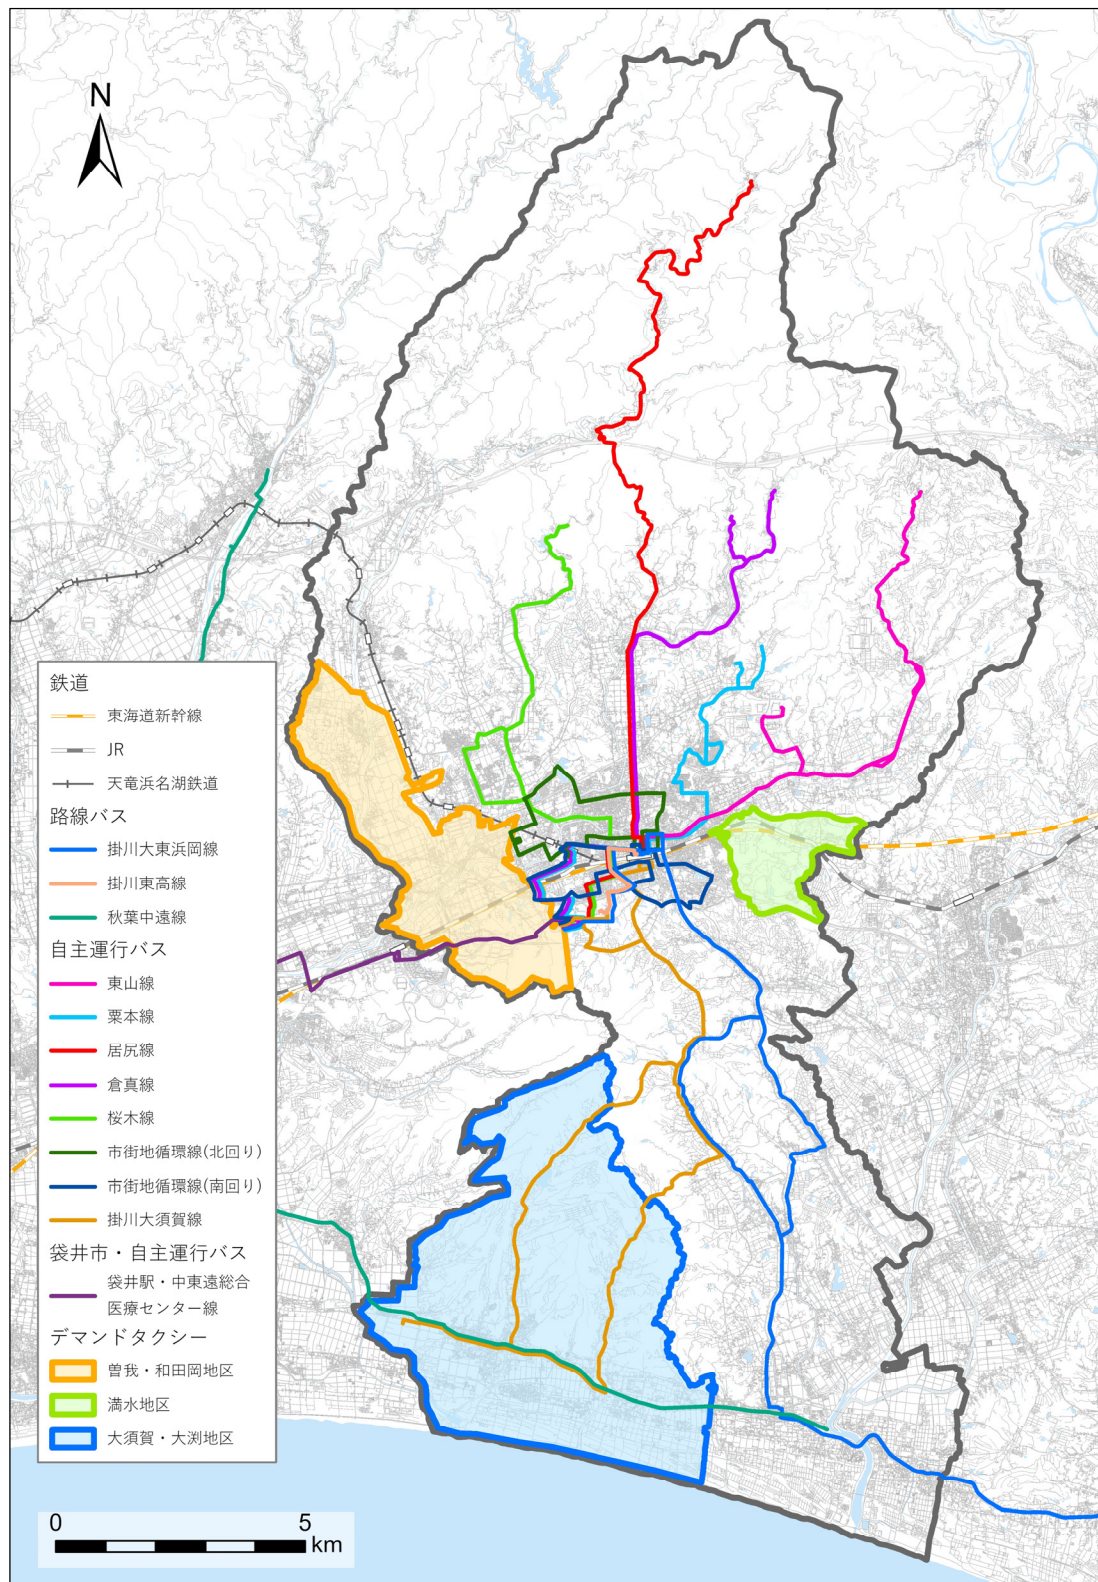 N
鉄道
東海道新幹線
JR
天竜浜名湖鉄道
路線バス
掛川大東浜岡線
掛川東高線
秋葉中遠線
自主運行バス
東山線
粟本線
居尻線
倉真線
桜木線
市街地循環線(北回り)
市街地循環線(南回り)
掛川大須賀線
袋井市・自主運行バス
袋井駅・中東遠総合
医療センター線
デマンドタクシー
曽我・和田岡地区
満水地区
大須賀・大渕地区
0 5
km